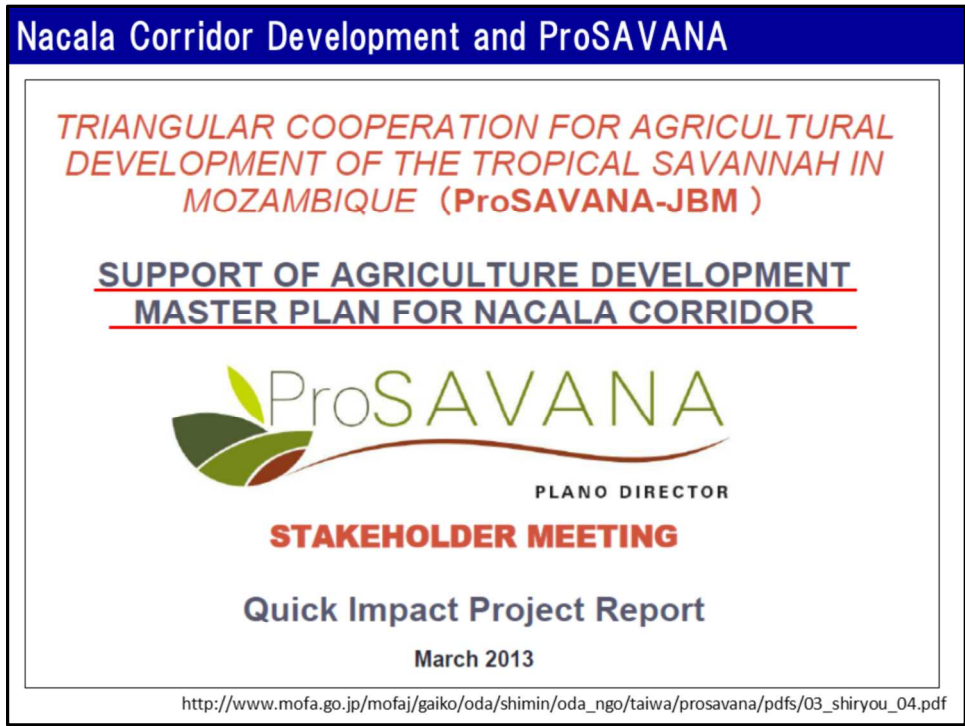 Nacala Corridor Development and ProSAVANA
TRIANGULAR COOPERATION FOR AGRICULTURAL
DEVELOPMENT OF THE TROPICAL SAVANNAH IN
MOZAMBIQUE （ProSAVANA-JBM ）
SUPPORT OF AGRICULTURE DEVELOPMENT
MASTER PLAN FOR NACALA CORRIDOR
ProSAVANA
PLANO DIRECTOR
STAKEHOLDER MEETING
Quick Impact Project Report
March 2013
http://www.mofa.go.jp/mofaj/gaiko/oda/shimin/oda_ngo/taiwa/prosavana/pdfs/03_shiryou_04.pdf